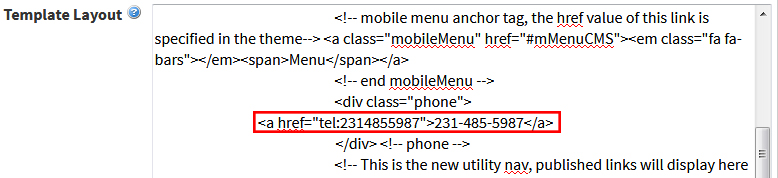 Template Layout
<!-- mobile menu anchor tag, the href value of this link is
specified in the theme--> <a class="mobileMenu" href="#mMenuCMS"><em class="fa fa-
bars"></em><span>Menu</span></a>
<!-- end mobileMenu -->
<div class="phone">
<a href="tel:2314855987">231-485-5987</a>
</div> <!-- phone -->
<!-- This is the new utility nav, published links will display here